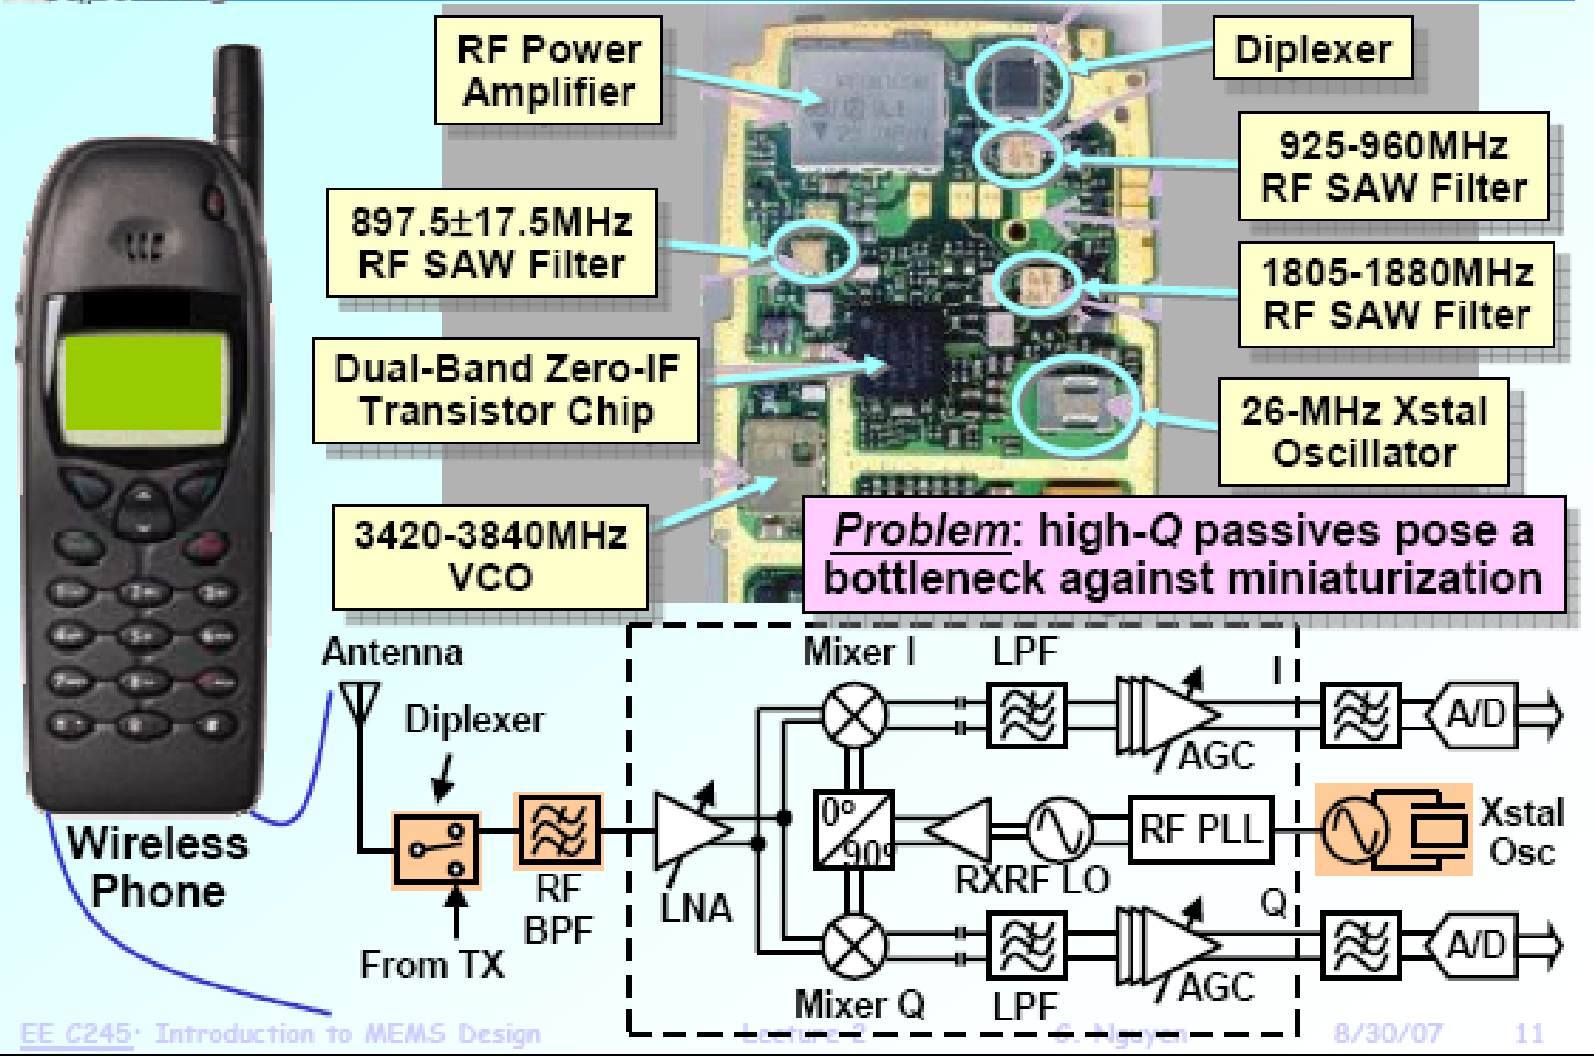 RF Power
Amplifier
Diplexer
925-960MHz
RF SAW Filter
897.5±17.5MHz
RF SAW Filter
1805-1880MHz
RF SAW Filter
Dual-Band Zero-IF
Transistor Chip
26-MHz Xstal
Oscillator
3420-3840MHz
VCO
Problem: high-Q passives pose a
bottleneck against miniaturization
Antenna
Mixer I
LPF
I
Diplexer
A/D
AGC
0°
90°
RF PLL
Xstal
Osc
RXRF LO
Wireless
Phone
RF
BPF
LNA
From TX
Q
A/D
AGC
Mixer Q
LPF
EE C245: Introduction to MEMS Design
Lecture 2
C. Nguyen
8/30/07
11